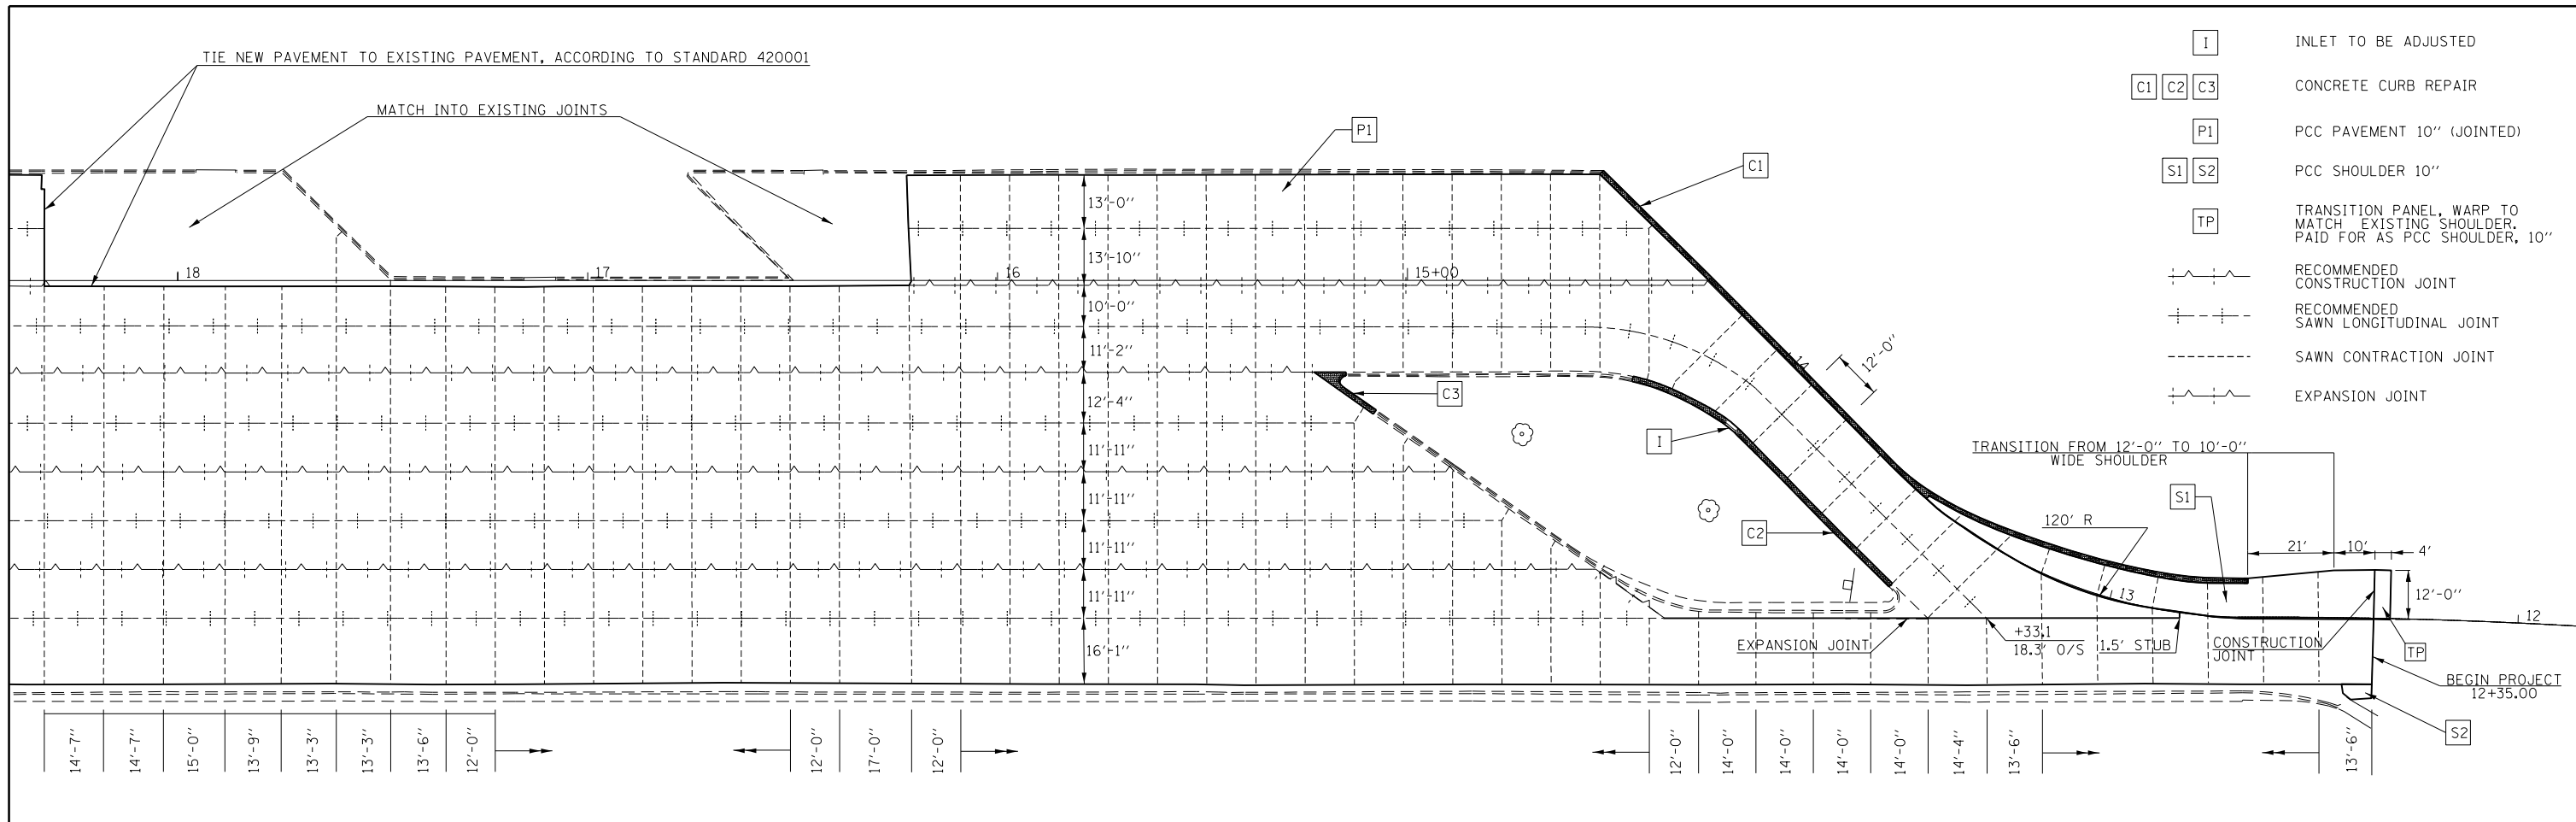 TIE NEW PAVEMENT TO EXISTING PAVEMENT, ACCORDING TO STANDARD 420001
MATCH INTO EXISTING JOINTS
P1
C1
I
INLET TO BE ADJUSTED
C1 C2 C3
CONCRETE CURB REPAIR
P1
PCC PAVEMENT 10'' (JOINTED)
S1 S2
PCC SHOULDER 10''
TP
TRANSITION PANEL, WARP TO
MATCH EXISTING SHOULDER.
PAID FOR AS PCC SHOULDER, 10''
RECOMMENDED
CONSTRUCTION JOINT
RECOMMENDED
SAWN LONGITUDINAL JOINT
SAWN CONTRACTION JOINT
EXPANSION JOINT
13'-0''
13'-10''
18
17
16
15+00
10'-0''
11'-2''
12'-4''
11'-11''
11'-11''
11'-11''
11'-11''
16'-1''
C3
14
12'-0''
I
C2
TRANSITION FROM 12'-0'' TO 10'-0''
WIDE SHOULDER
S1
120' R
21'
10'
4'
12'-0''
13
12
EXPANSION JOINT
+33.1
18.3' O/S
1.5' STUB
CONSTRUCTION
JOINT
TP
BEGIN PROJECT
12+35.00
S2
14'-7''
14'-7''
15'-0''
13'-9''
13'-3''
13'-3''
13'-6''
12'-0''
12'-0''
17'-0''
12'-0''
12'-0''
14'-0''
14'-0''
14'-0''
14'-0''
14'-4''
13'-6''
13'-6''